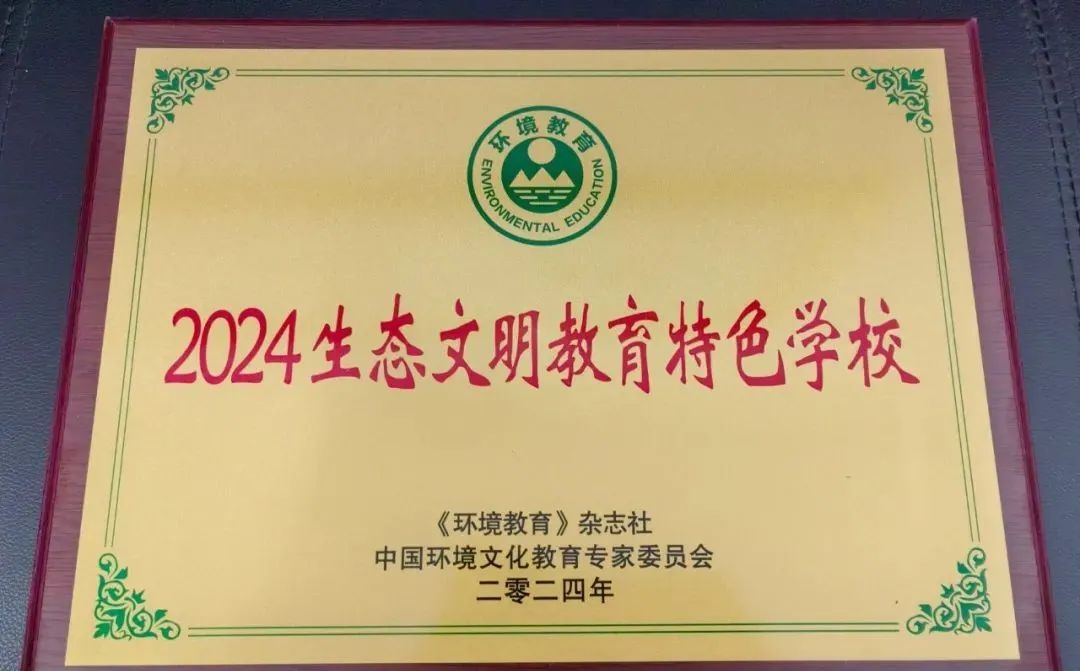 环境教育
ENVIRONMENTAL EDUCATION
2024生态文明教育特色学校
《环境教育》杂志社
中国环境文化教育专家委员会
二零二四年